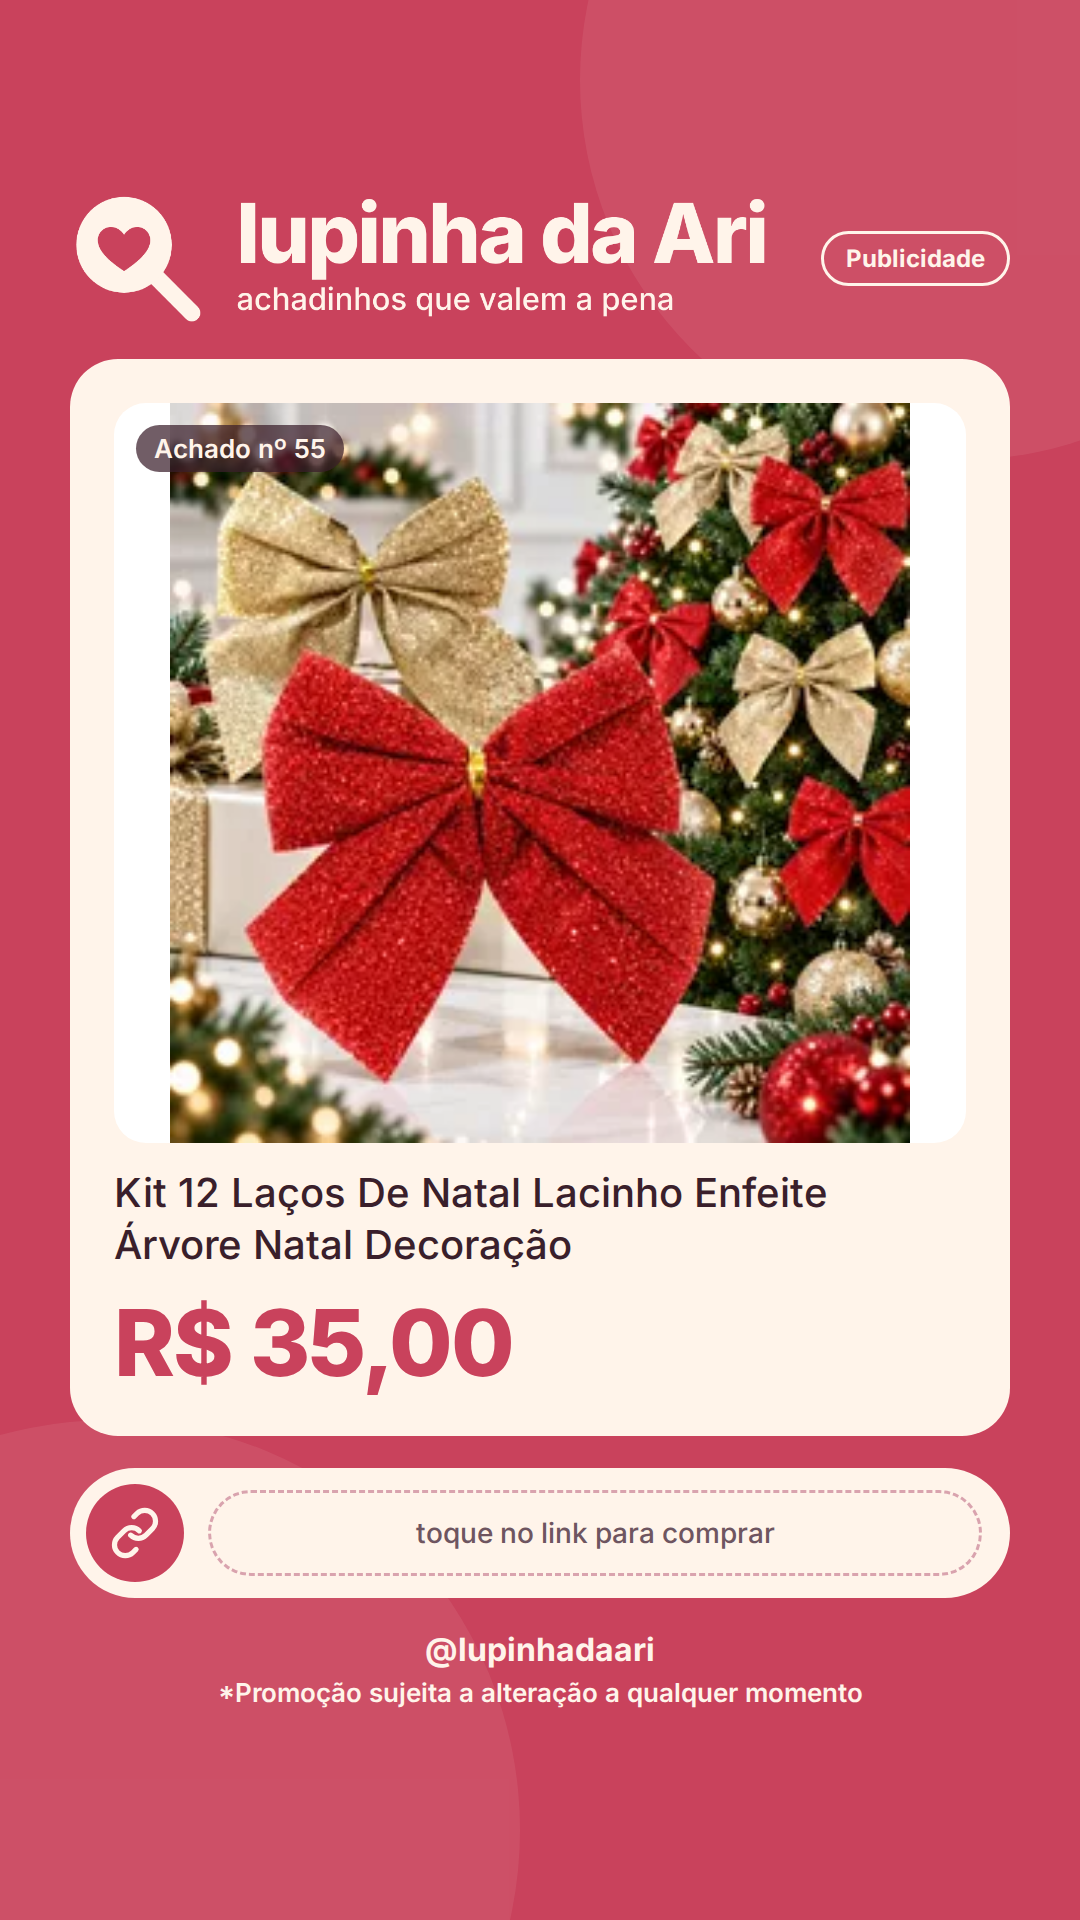 lupinha da Ari
achadinhos que valem a pena
Publicidade
Achado nº 55
Kit 12 Laços De Natal Lacinho Enfeite
Árvore Natal Decoração
R$ 35,00
toque no link para comprar
@lupinhadaari
*Promoção sujeita a alteração a qualquer momento